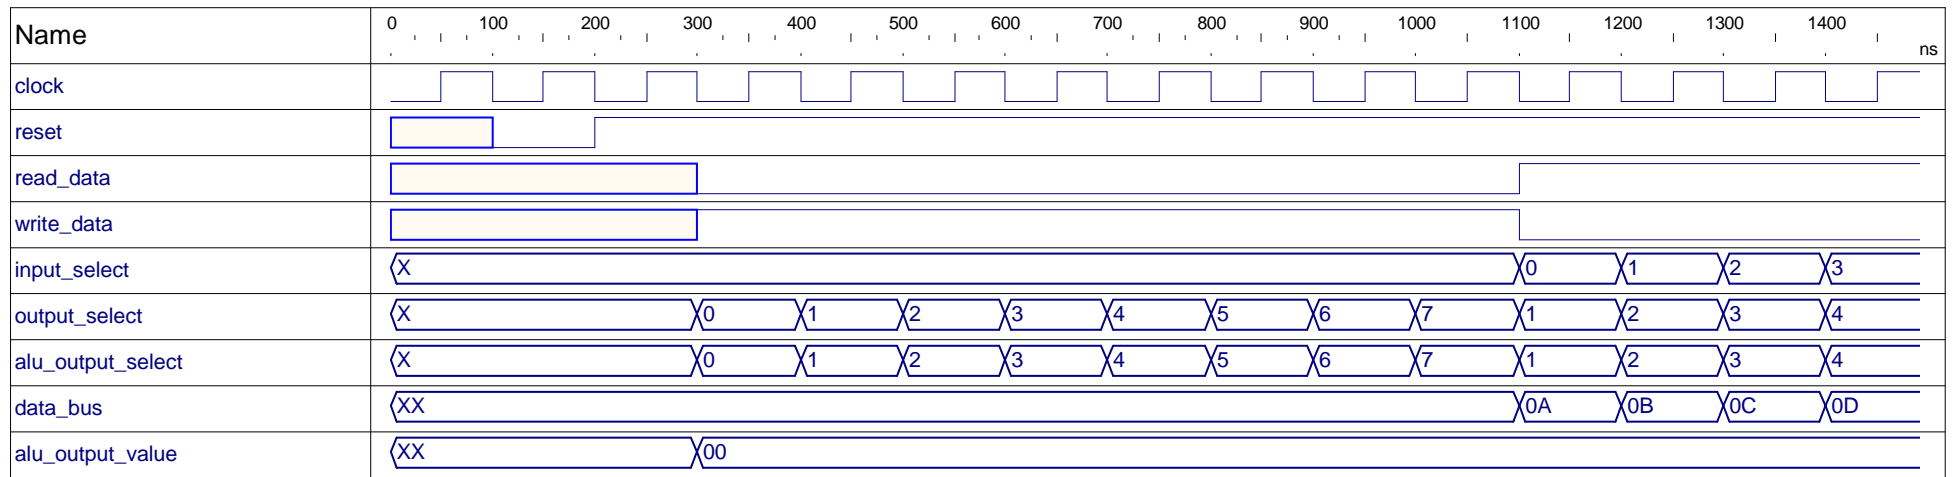 Name 0 100 200 300 400 500 600 700 800 900 1000 1100 1200 1300 1400
ns
clock
reset
read_data
write_data
input_select X 0 1 2 3
output_select X 0 1 2 3 4 5 6 7 1 2 3 4
alu_output_select X 0 1 2 3 4 5 6 7 1 2 3 4
data_bus XX 0A 0B 0C 0D
alu_output_value XX 00